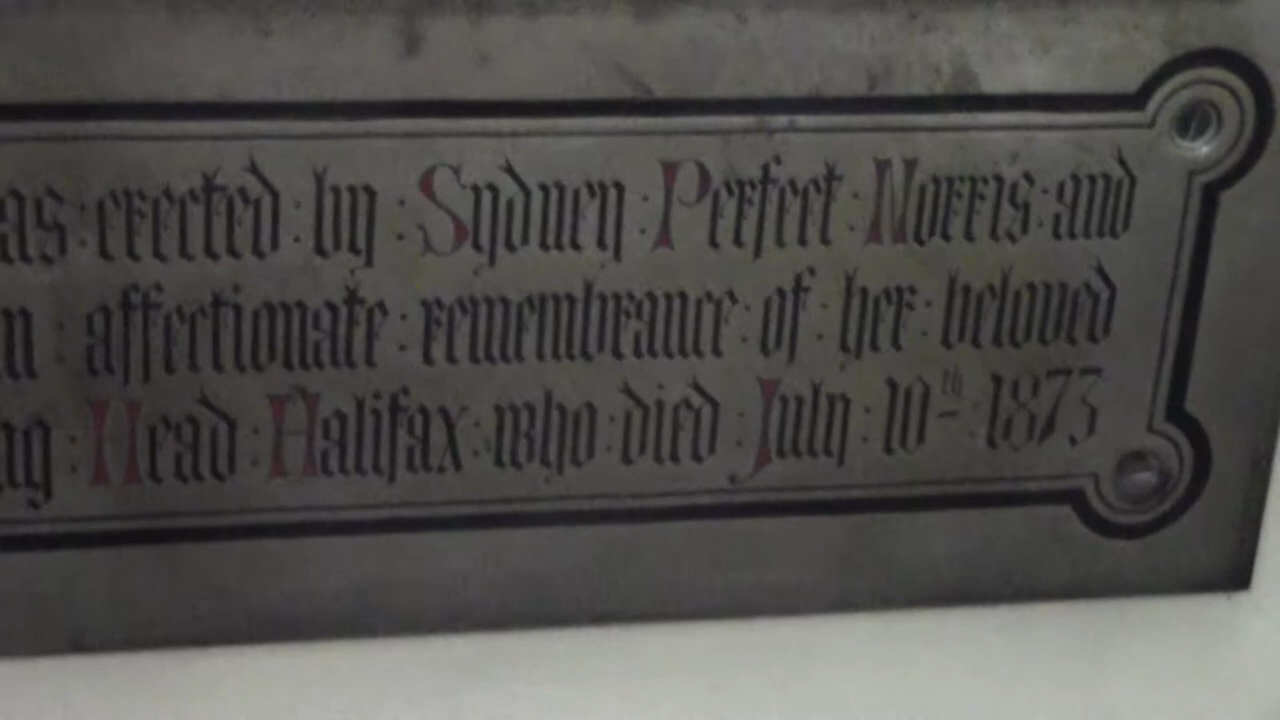 as · erected · by · Sydney · Perfect · Norris · and
n · affectionate · remembrance · of · her · beloved
g : Head · Halifax · who · died · July · 10th · 1873